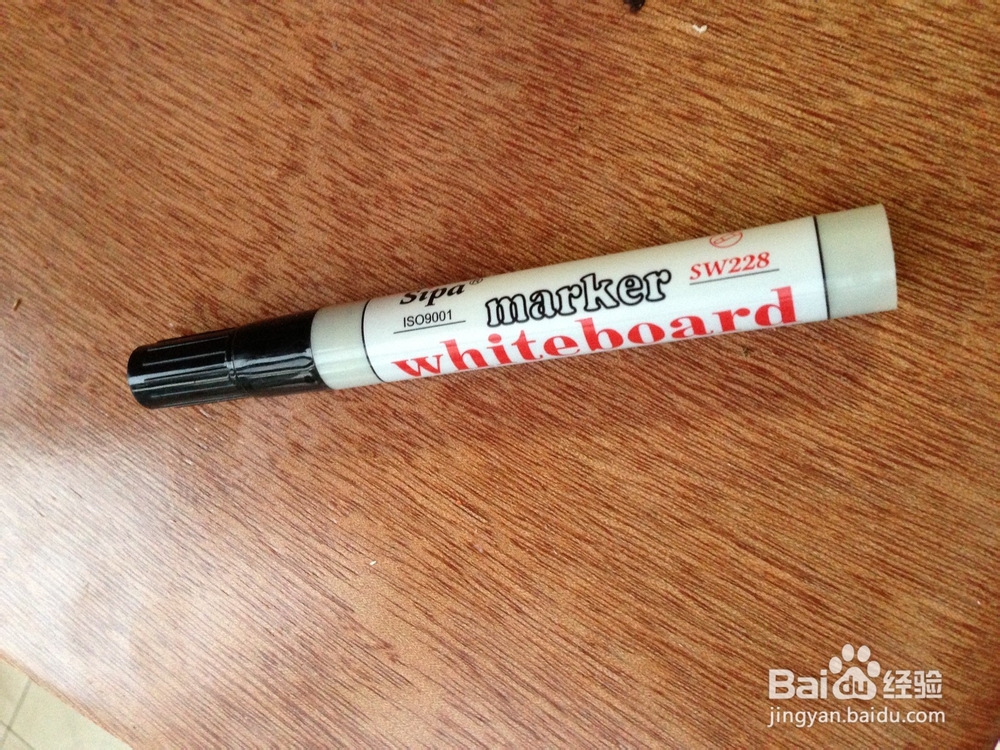 Sipa®
ISO9001
marker
SW228
whiteboard
Bai du 经验
jingyan.baidu.com